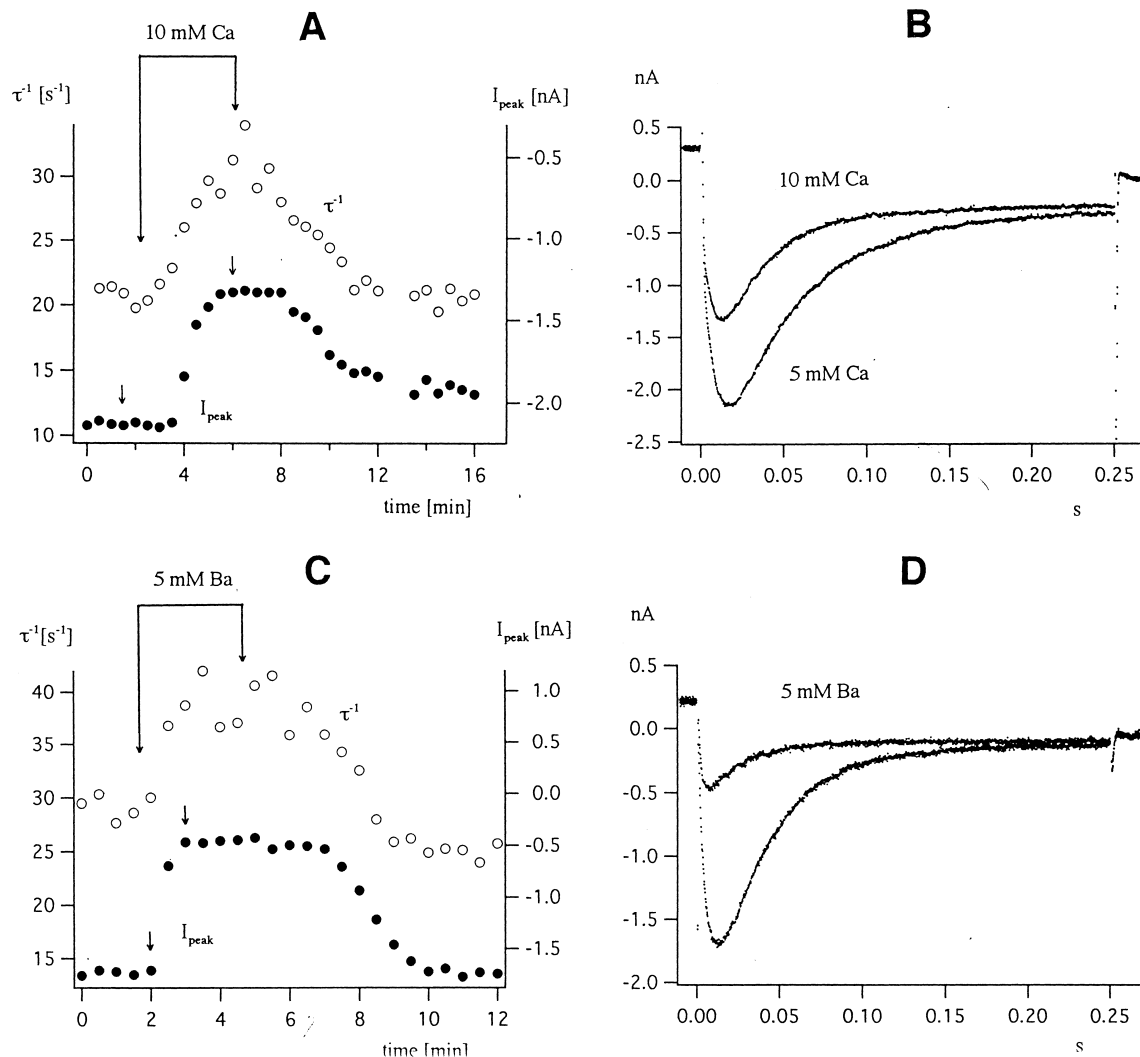 A
10 mM Ca
τ⁻¹ [s⁻¹]
I_peak [nA]
30
25
20
15
10
-0.5
-1.0
-1.5
-2.0
τ⁻¹
I_peak
0
4
8
12
16
time [min]
B
nA
0.5
0.0
-0.5
-1.0
-1.5
-2.0
-2.5
10 mM Ca
5 mM Ca
0.00
0.05
0.10
0.15
0.20
0.25
s
C
5 mM Ba
τ⁻¹[s⁻¹]
I_peak [nA]
40
35
30
25
20
15
1.0
0.5
0.0
-0.5
-1.0
-1.5
τ⁻¹
I_peak
0
2
4
6
8
10
12
time [min]
D
nA
0.5
0.0
-0.5
-1.0
-1.5
-2.0
5 mM Ba
0.00
0.05
0.10
0.15
0.20
0.25
s